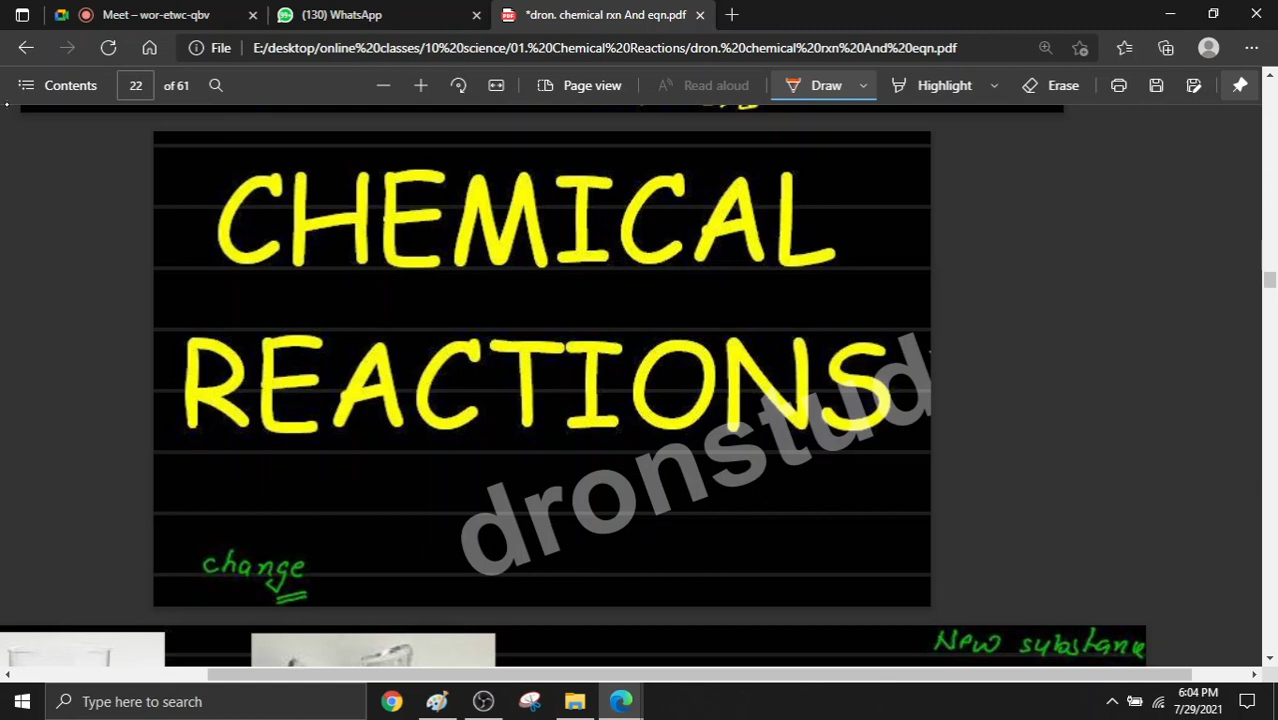 Meet – wor-etwc-qbv
(130) WhatsApp
*dron. chemical rxn And eqn.pdf
File
E:/desktop/online%20classes/10%20science/01.%20Chemical%20Reactions/dron.%20chemical%20rxn%20And%20eqn.pdf
Contents
22
of 61
Page view
Read aloud
Draw
Highlight
Erase
CHEMICAL
REACTIONS
dronstud
change
New substance
Type here to search
6:04 PM
7/29/2021